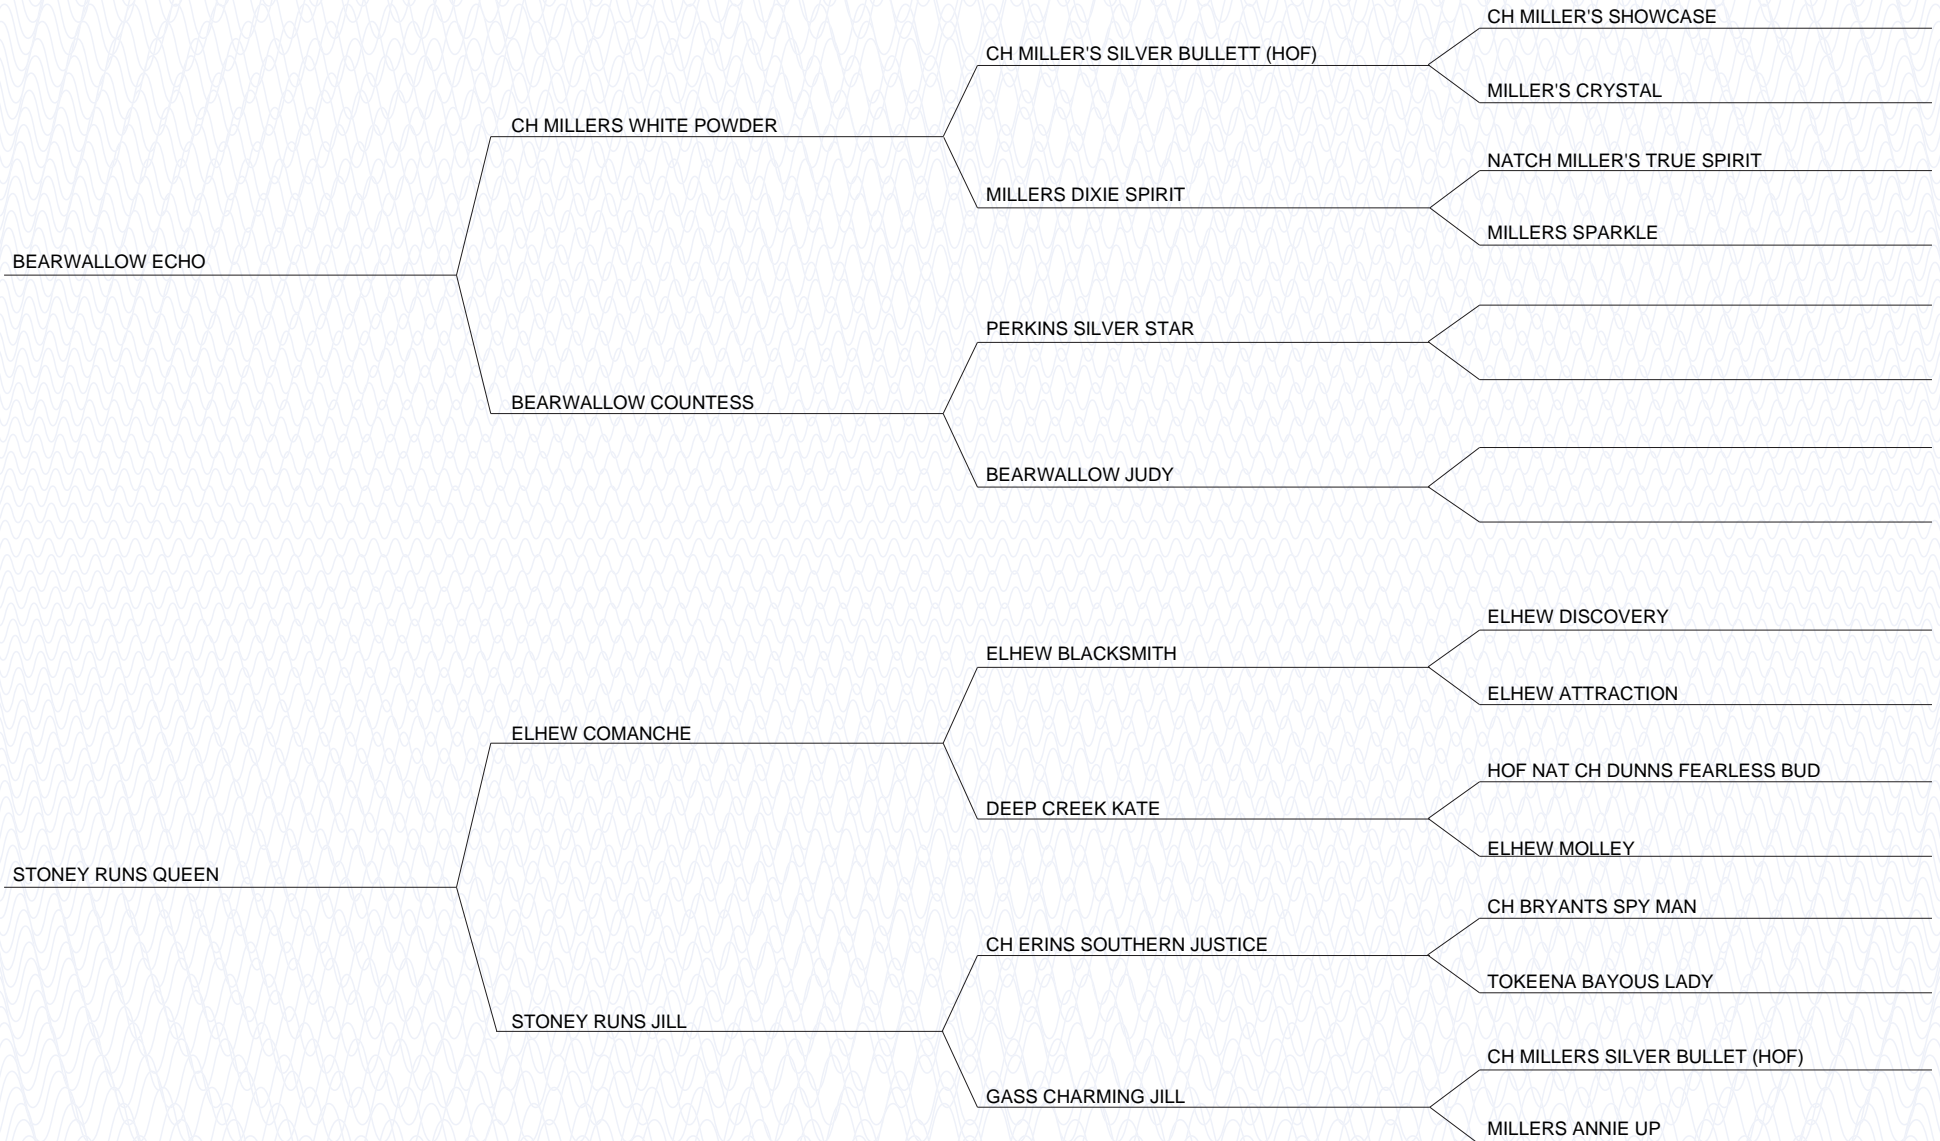 CH MILLER'S SHOWCASE
CH MILLER'S SILVER BULLETT (HOF)
MILLER'S CRYSTAL
CH MILLERS WHITE POWDER
NATCH MILLER'S TRUE SPIRIT
MILLERS DIXIE SPIRIT
MILLERS SPARKLE
BEARWALLOW ECHO
PERKINS SILVER STAR
BEARWALLOW COUNTESS
BEARWALLOW JUDY
ELHEW DISCOVERY
ELHEW BLACKSMITH
ELHEW ATTRACTION
ELHEW COMANCHE
HOF NAT CH DUNNS FEARLESS BUD
DEEP CREEK KATE
ELHEW MOLLEY
STONEY RUNS QUEEN
CH BRYANTS SPY MAN
CH ERINS SOUTHERN JUSTICE
TOKEENA BAYOUS LADY
STONEY RUNS JILL
CH MILLERS SILVER BULLET (HOF)
GASS CHARMING JILL
MILLERS ANNIE UP